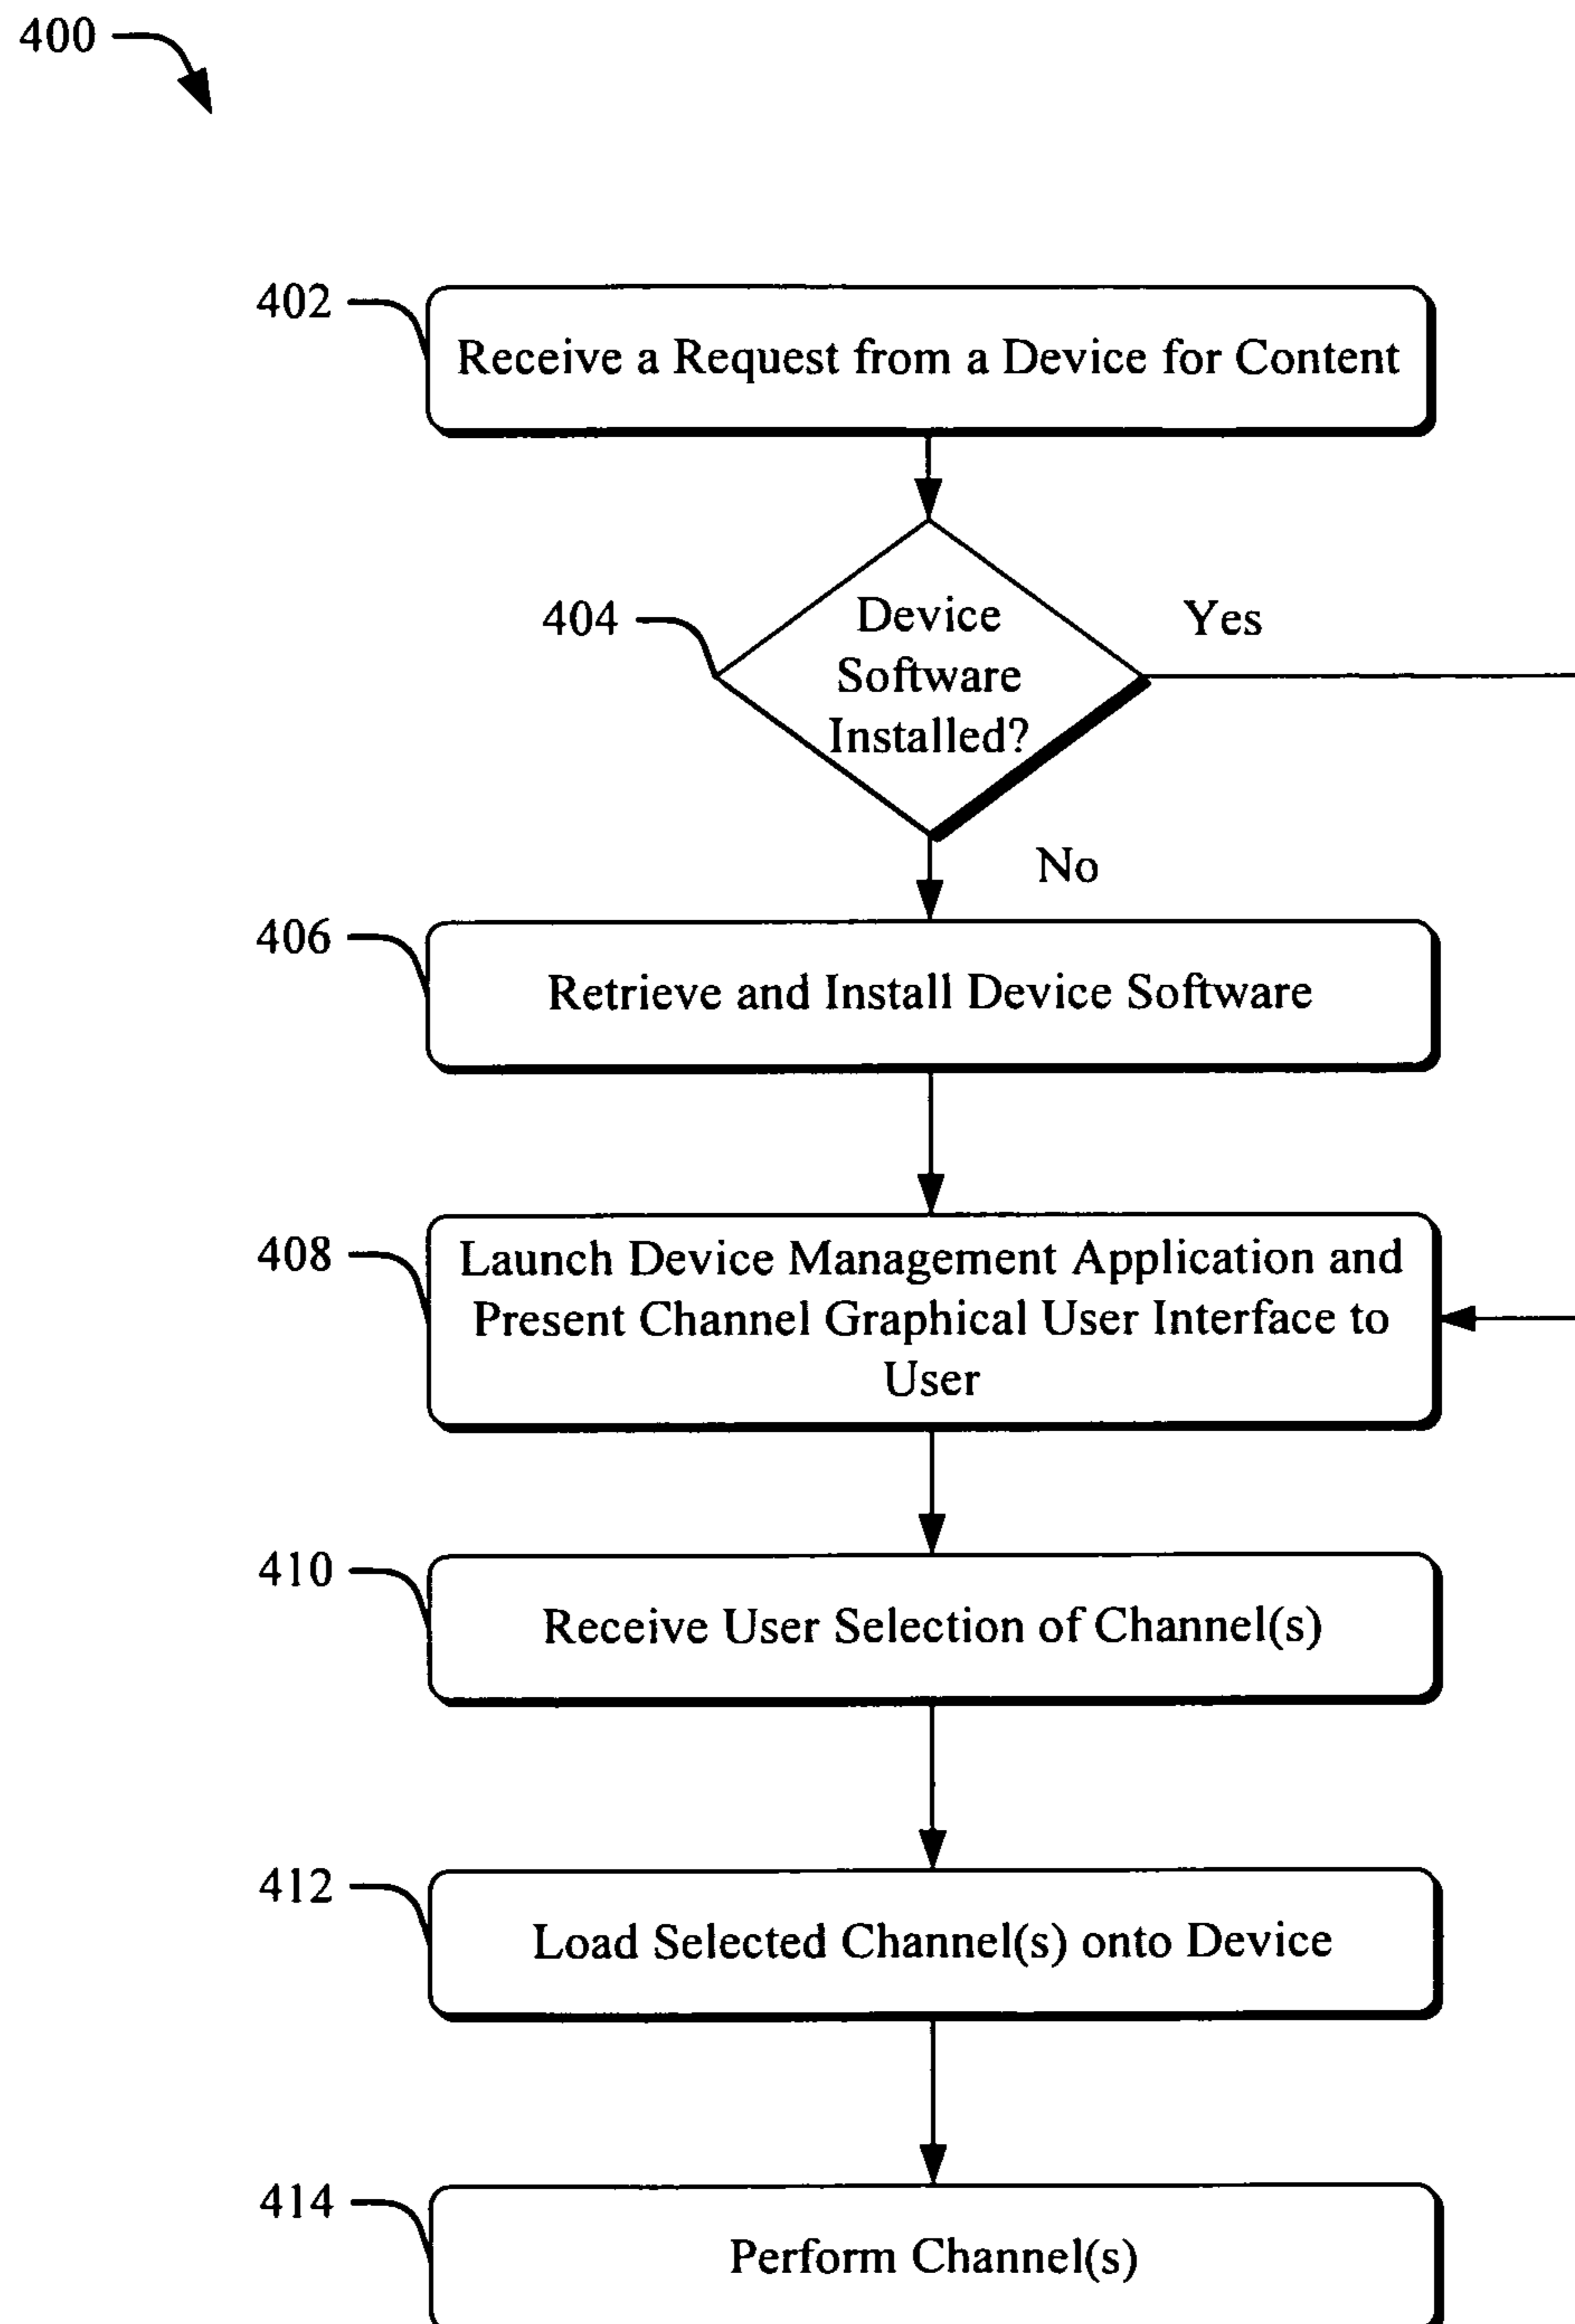 400
402
Receive a Request from a Device for Content
404
Device
Software
Installed?
Yes
No
406
Retrieve and Install Device Software
408
Launch Device Management Application and
Present Channel Graphical User Interface to
User
410
Receive User Selection of Channel(s)
412
Load Selected Channel(s) onto Device
414
Perform Channel(s)